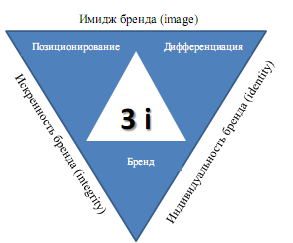 Имидж бренда (image)
Позиционирование
Дифференциация
Искренность бренда (integrity)
Индивидуальность бренда (identity)
3 i
Бренд